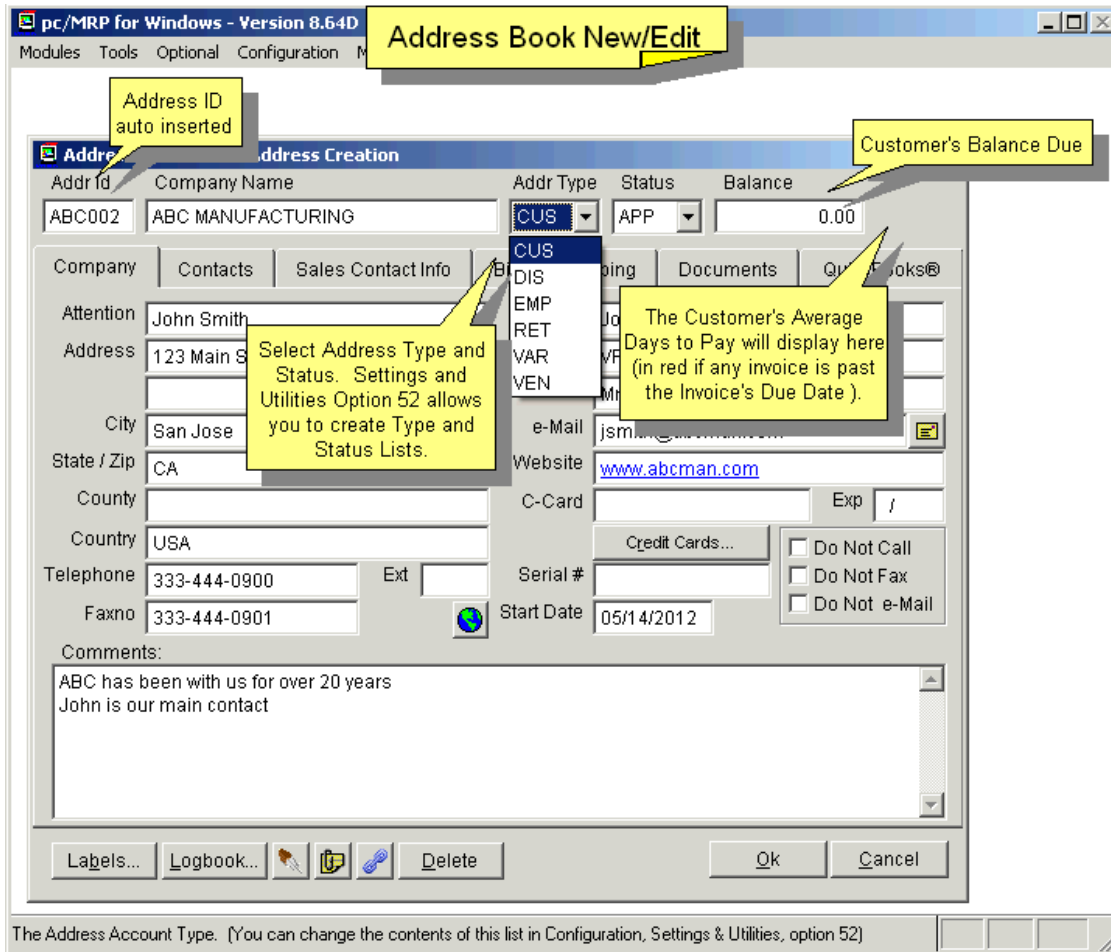 pc/MRP for Windows - Version 8.64D
Address Book New/Edit
Modules Tools Optional Configuration
Address ID
auto inserted
Customer's Balance Due
Address Creation
Addr Id Company Name Addr Type Status Balance
ABC002 ABC MANUFACTURING CUS APP 0.00
Company Contacts Sales Contact Info Documents
CUS
DIS
EMP
RET
VAR
VEN
Select Address Type and
Status. Settings and
Utilities Option 52 allows
you to create Type and
Status Lists.
The Customer's Average
Days to Pay will display here
(in red if any invoice is past
the Invoice's Due Date ).
Attention John Smith
Address 123 Main
City San Jose
e-Mail
State / Zip CA
Website www.abcman.com
County
C-Card Exp /
Country USA
Credit Cards...
Do Not Call
Telephone 333-444-0900 Ext
Serial #
Do Not Fax
Faxno 333-444-0901
Start Date 05/14/2012
Do Not e-Mail
Comments:
ABC has been with us for over 20 years
John is our main contact
Labels... Logbook... Delete Ok Cancel
The Address Account Type. (You can change the contents of this list in Configuration, Settings & Utilities, option 52)